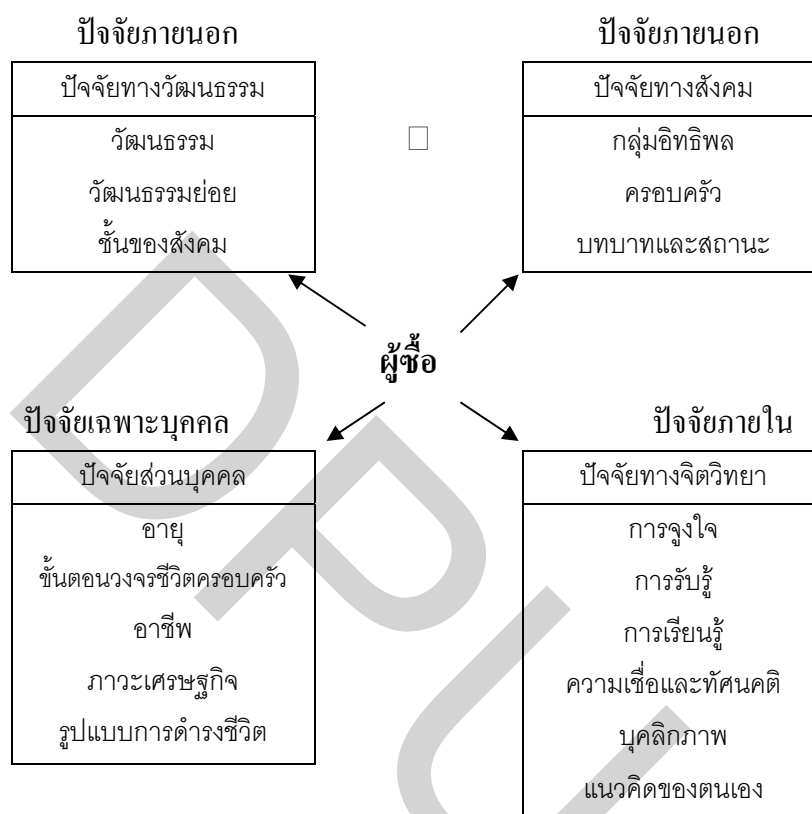 ปัจจัยภายนอก
ปัจจัยทางวัฒนธรรม
วัฒนธรรม
วัฒนธรรมย่อย
ชั้นของสังคม
ปัจจัยภายนอก
ปัจจัยทางสังคม
กลุ่มอิทธิพล
ครอบครัว
บทบาทและสถานะ
ผู้ซื้อ
ปัจจัยเฉพาะบุคคล
ปัจจัยส่วนบุคคล
อายุ
ขั้นตอนวงจรชีวิตครอบครัว
อาชีพ
ภาวะเศรษฐกิจ
รูปแบบการดำรงชีวิต
ปัจจัยภายใน
ปัจจัยทางจิตวิทยา
การจูงใจ
การรับรู้
การเรียนรู้
ความเชื่อและทัศนคติ
บุคลิกภาพ
แนวคิดของตนเอง
DPU